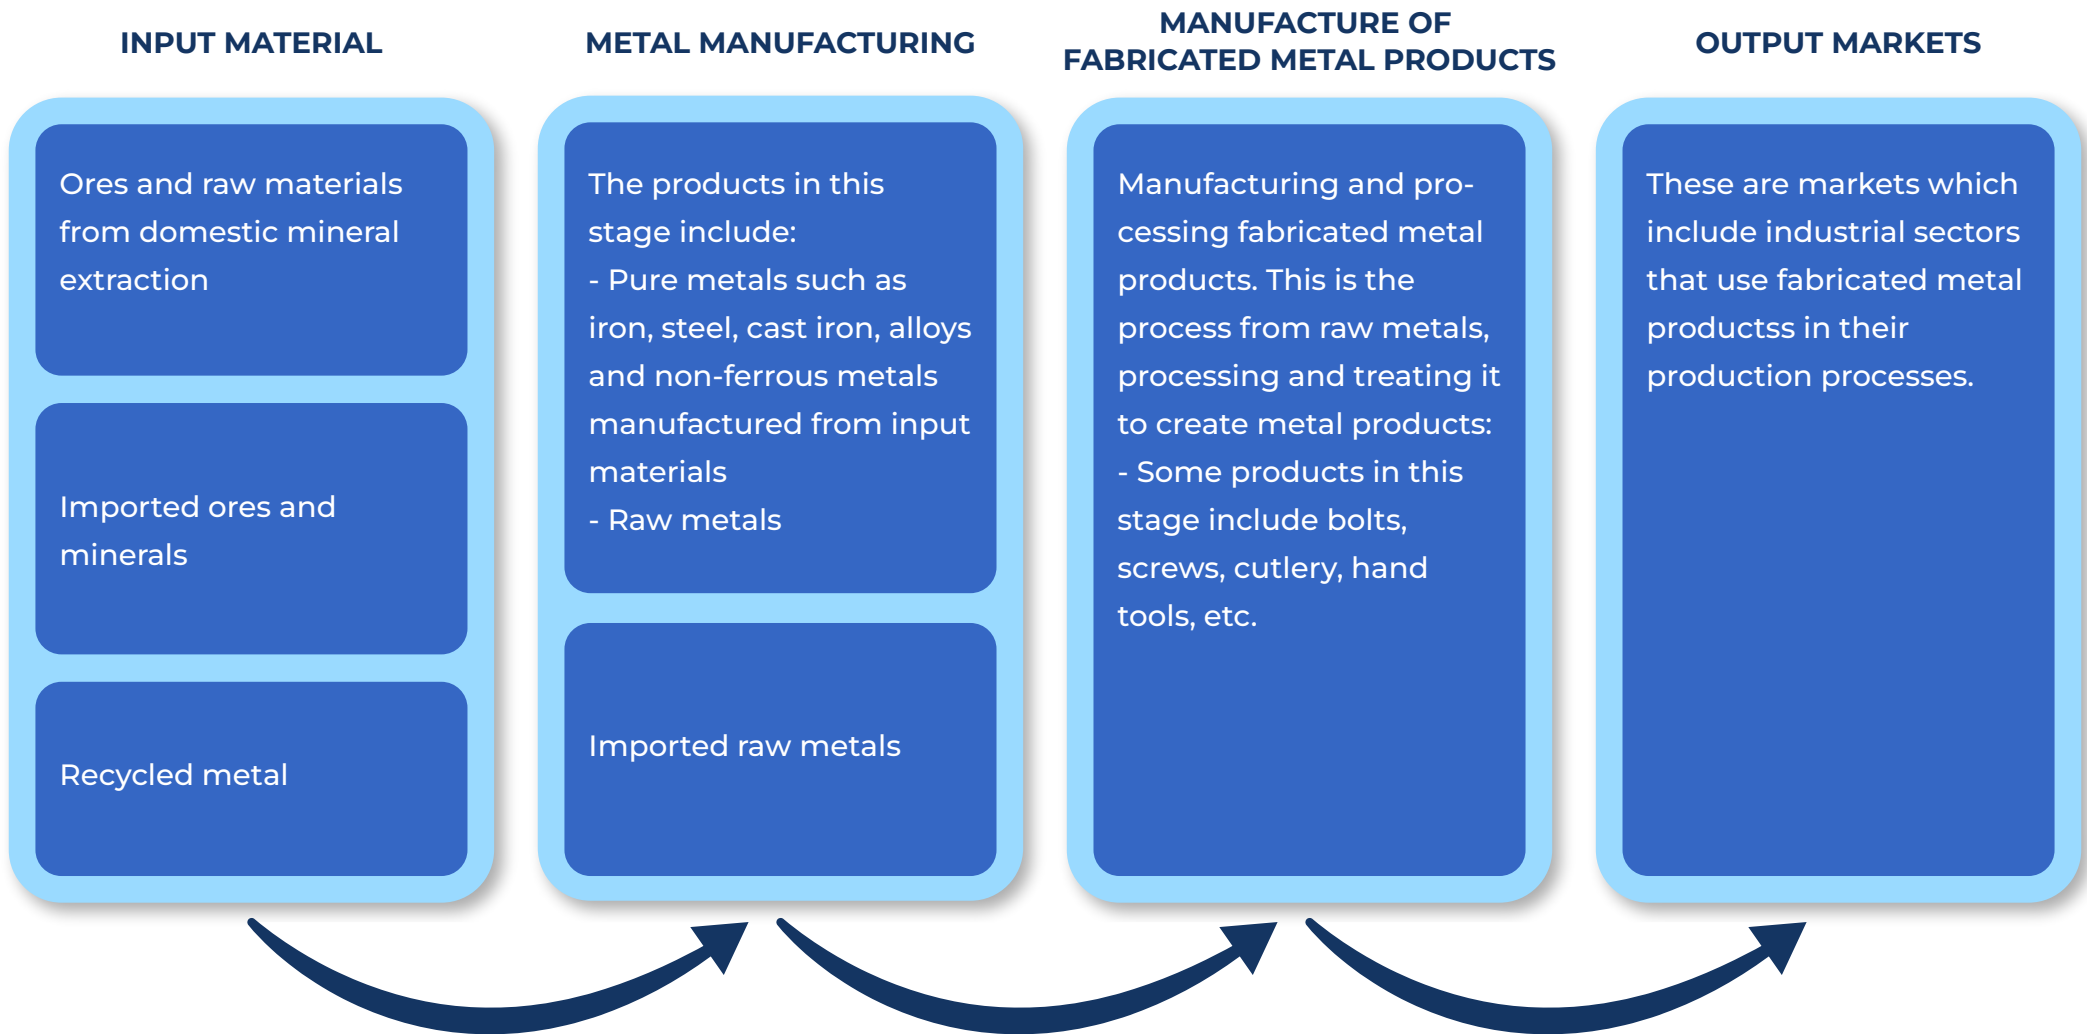 INPUT MATERIAL
Ores and raw materials
from domestic mineral
extraction
Imported ores and
minerals
Recycled metal
METAL MANUFACTURING
The products in this
stage include:
- Pure metals such as
iron, steel, cast iron, alloys
and non-ferrous metals
manufactured from input
materials
- Raw metals
Imported raw metals
MANUFACTURE OF
FABRICATED METAL PRODUCTS
Manufacturing and pro-
cessing fabricated metal
products. This is the
process from raw metals,
processing and treating it
to create metal products:
- Some products in this
stage include bolts,
screws, cutlery, hand
tools, etc.
OUTPUT MARKETS
These are markets which
include industrial sectors
that use fabricated metal
productss in their
production processes.